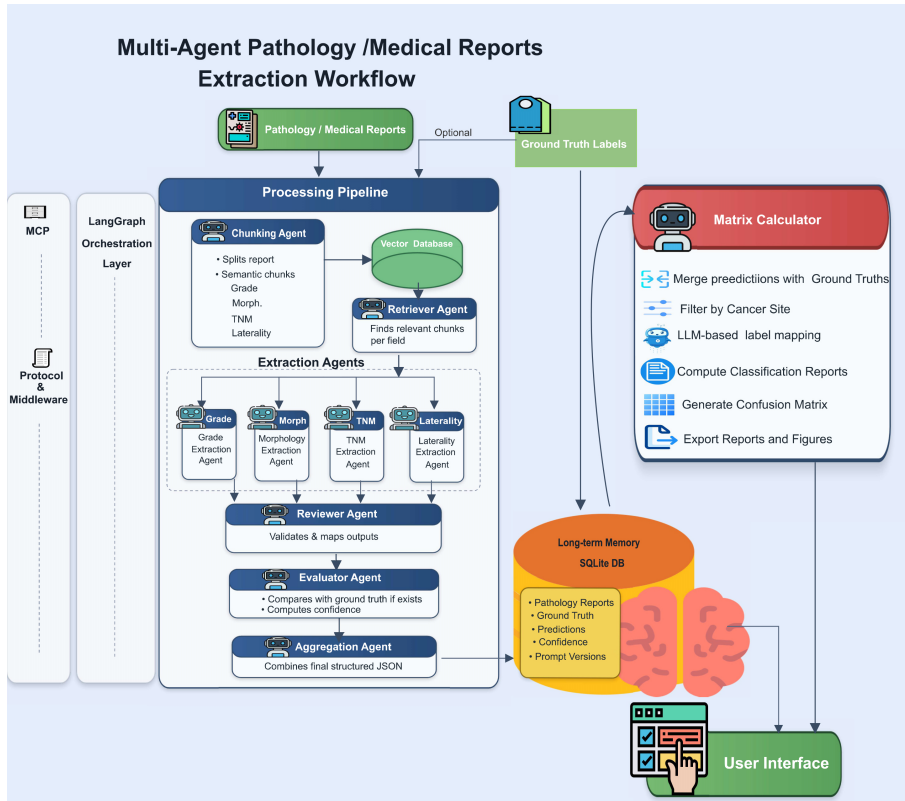 Multi-Agent Pathology /Medical Reports
Extraction Workflow
Pathology / Medical Reports
Optional
Ground Truth Labels
MCP
Protocol
&
Middleware
LangGraph
Orchestration
Layer
Processing Pipeline
Chunking Agent
• Splits report
• Semantic chunks
Grade
Morph.
TNM
Laterality
Vector Database
Retriever Agent
Finds relevant chunks
per field
Extraction Agents
Grade
Grade
Extraction
Agent
Morph
Morphology
Extraction
Agent
TNM
TNM
Extraction
Agent
Laterality
Laterality
Extraction
Agent
Reviewer Agent
Validates & maps outputs
Evaluator Agent
• Compares with ground truth if exists
• Computes confidence
Aggregation Agent
Combines final structured JSON
Long-term Memory
SQLite DB
• Pathology Reports
• Ground Truth
• Predictions
• Confidence
• Prompt Versions
Matrix Calculator
Merge preedictiions with Ground Truths
Filter by Cancer Site
LLM-based label mapping
Compute Classification Reports
Generate Confusion Matrix
Export Reports and Figures
User Interface